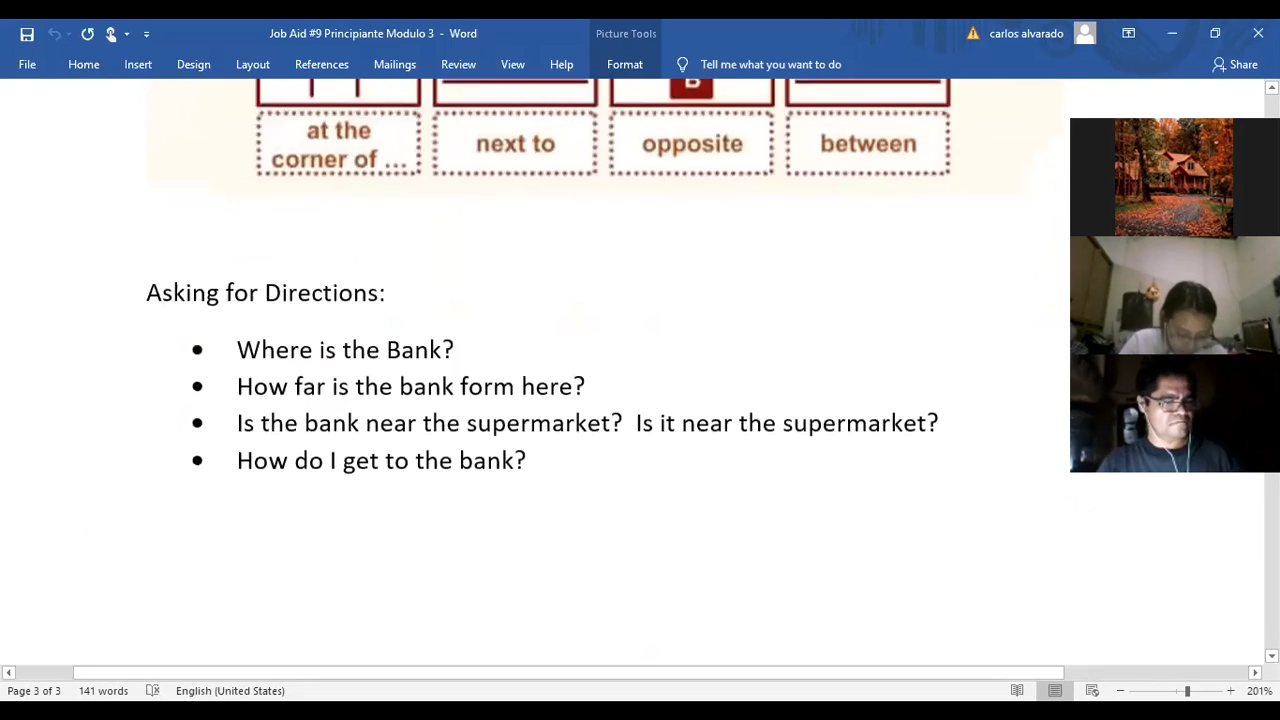 Job Aid #9 Principiante Modulo 3 - Word
Picture Tools
carlos alvarado
File Home Insert Design Layout References Mailings Review View Help Format Tell me what you want to do Share
B
at the corner of ...
next to
opposite
between
Asking for Directions:
• Where is the Bank?
• How far is the bank form here?
• Is the bank near the supermarket? Is it near the supermarket?
• How do I get to the bank?
Page 3 of 3 141 words English (United States) 201%